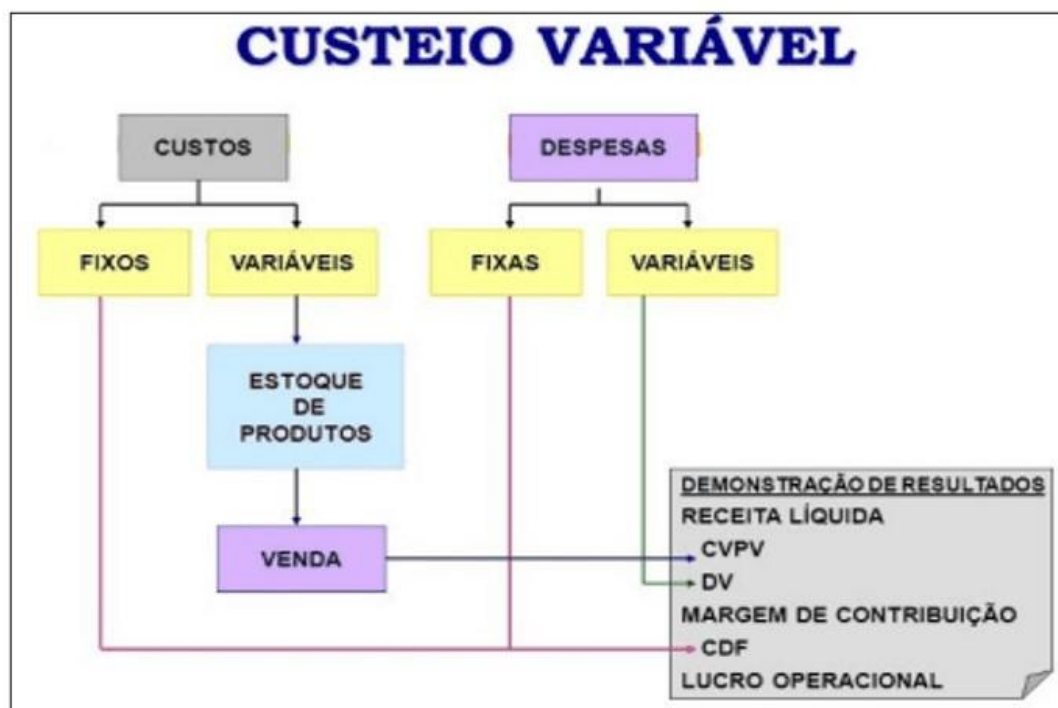 CUSTEIO VARIÁVEL
CUSTOS
DESPESAS
FIXOS
VARIÁVEIS
FIXAS
VARIÁVEIS
ESTOQUE
DE
PRODUTOS
VENDA
DEMONSTRAÇÃO DE RESULTADOS
RECEITA LÍQUIDA
CVPV
DV
MARGEM DE CONTRIBUIÇÃO
CDF
LUCRO OPERACIONAL